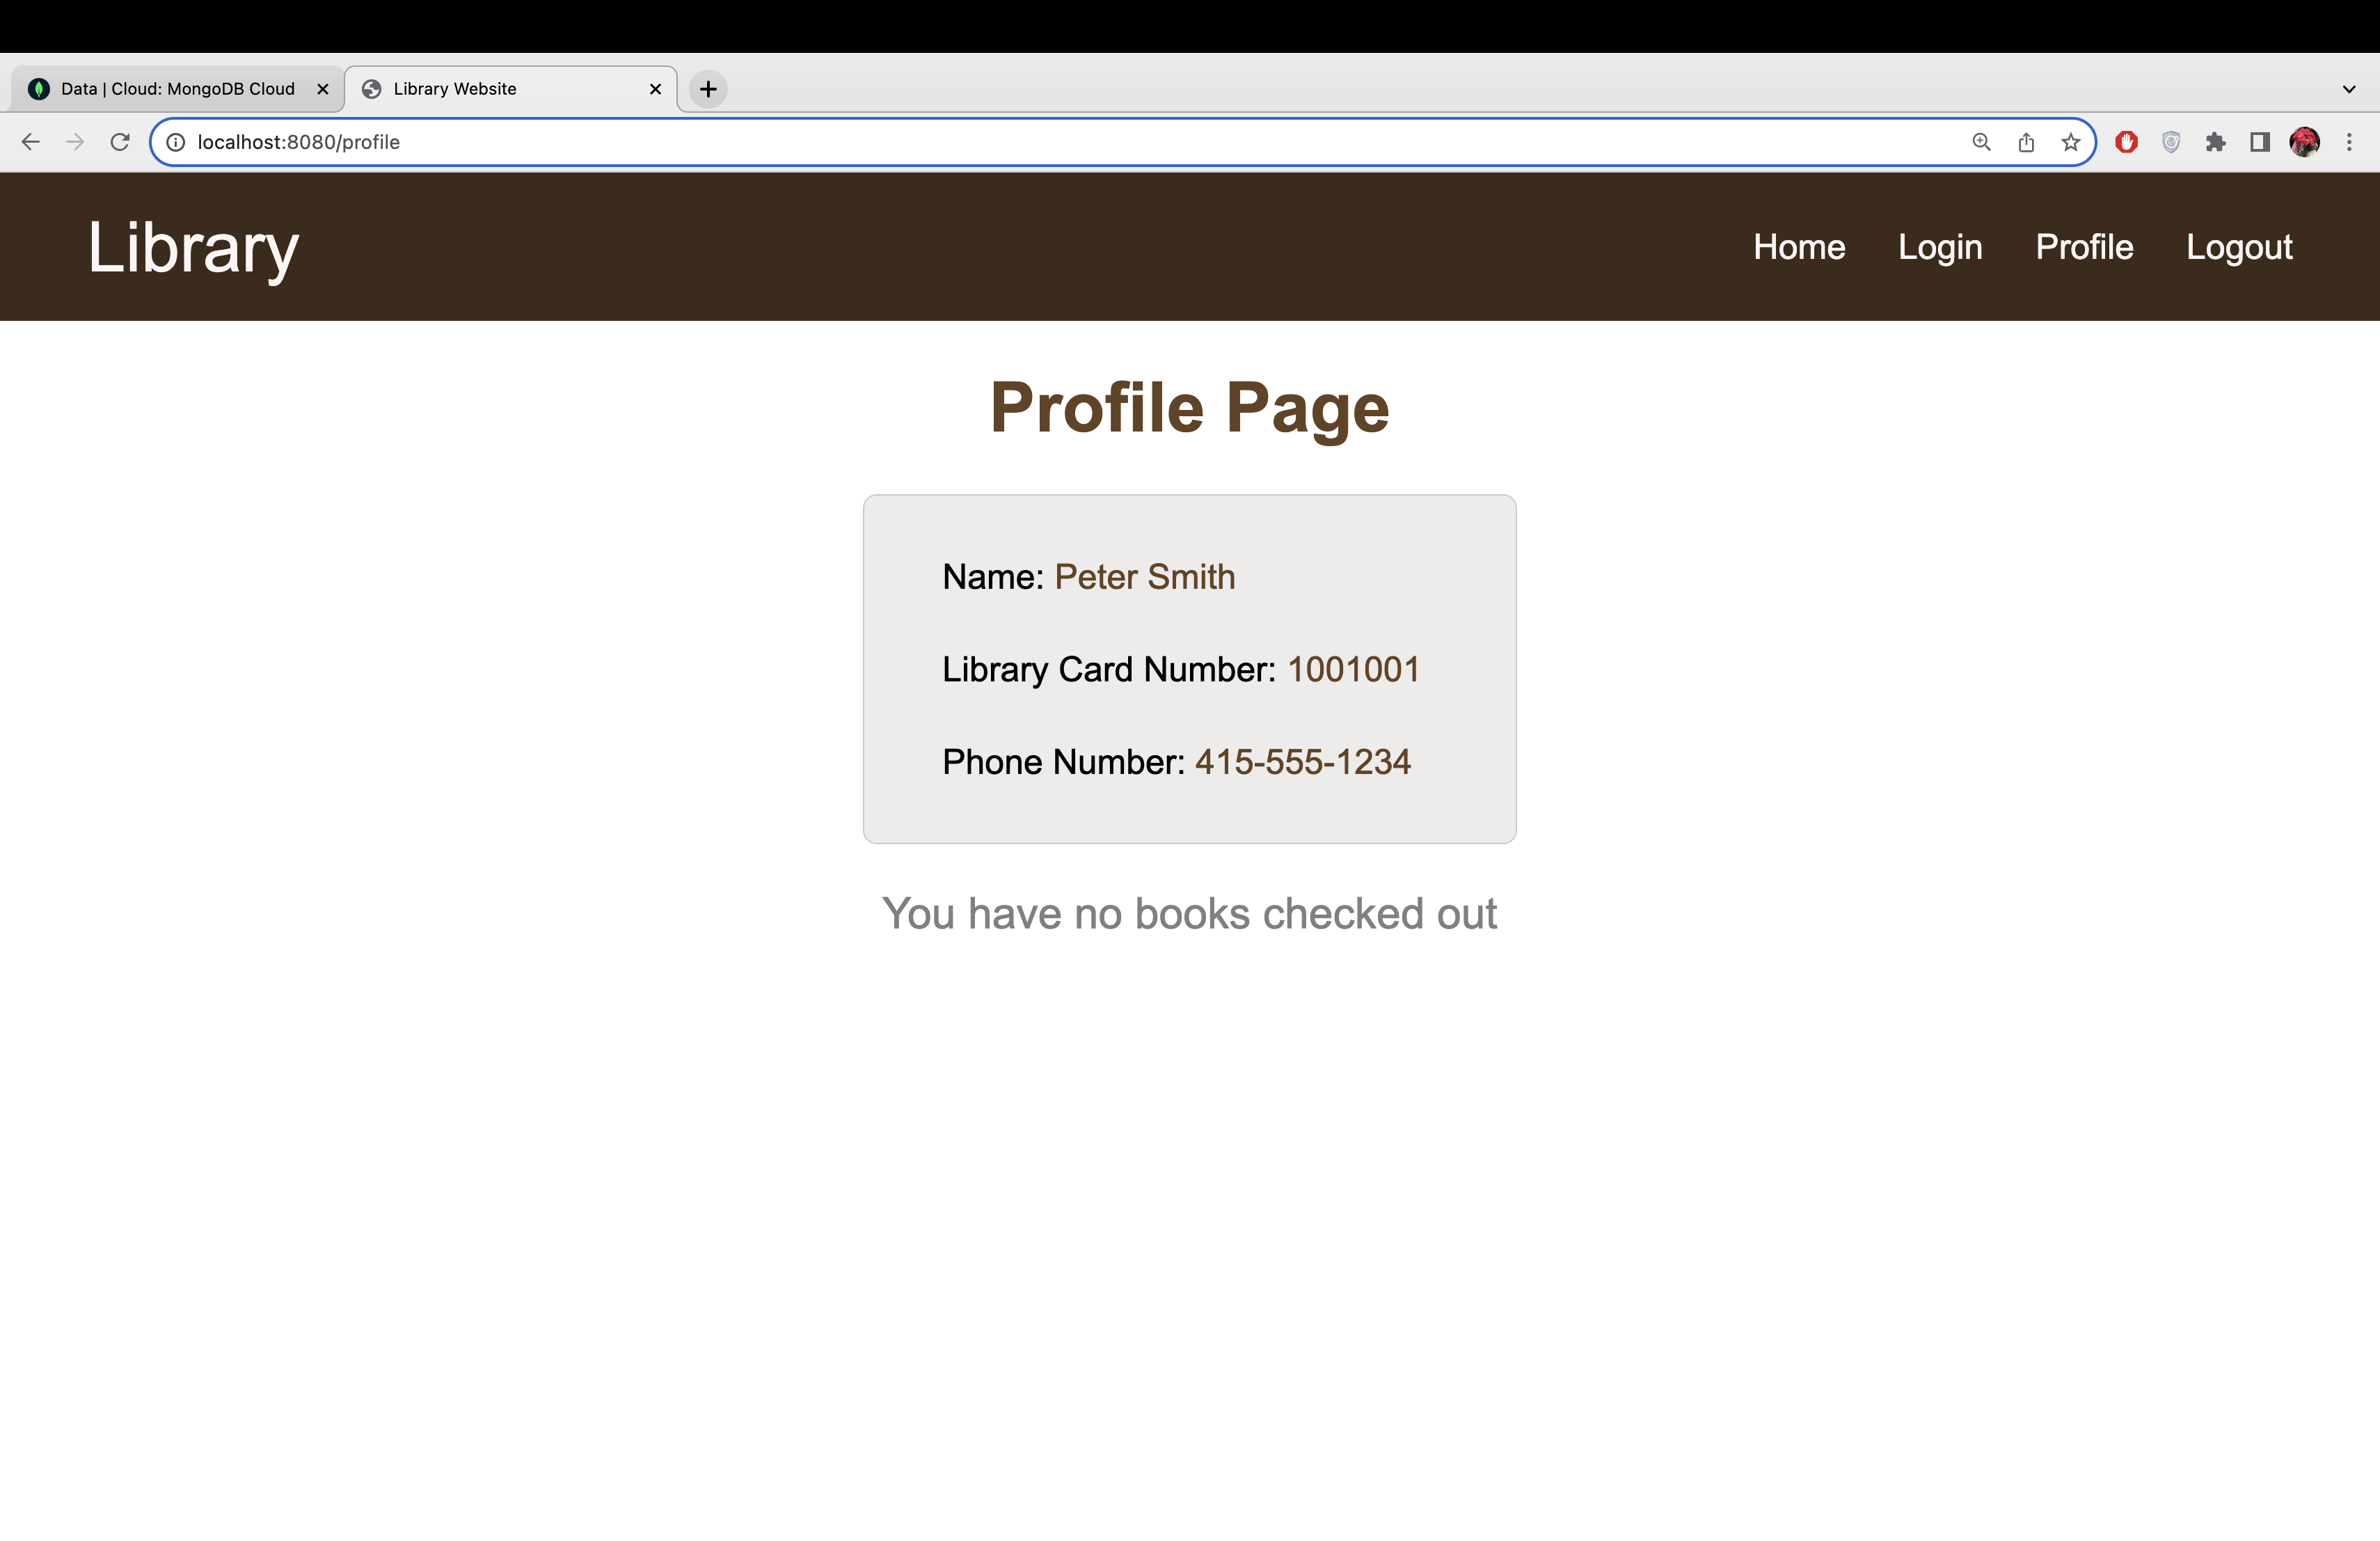 Data | Cloud: MongoDB Cloud
Library Website
localhost:8080/profile
Library
Home Login Profile Logout
Profile Page
Name: Peter Smith
Library Card Number: 1001001
Phone Number: 415-555-1234
You have no books checked out